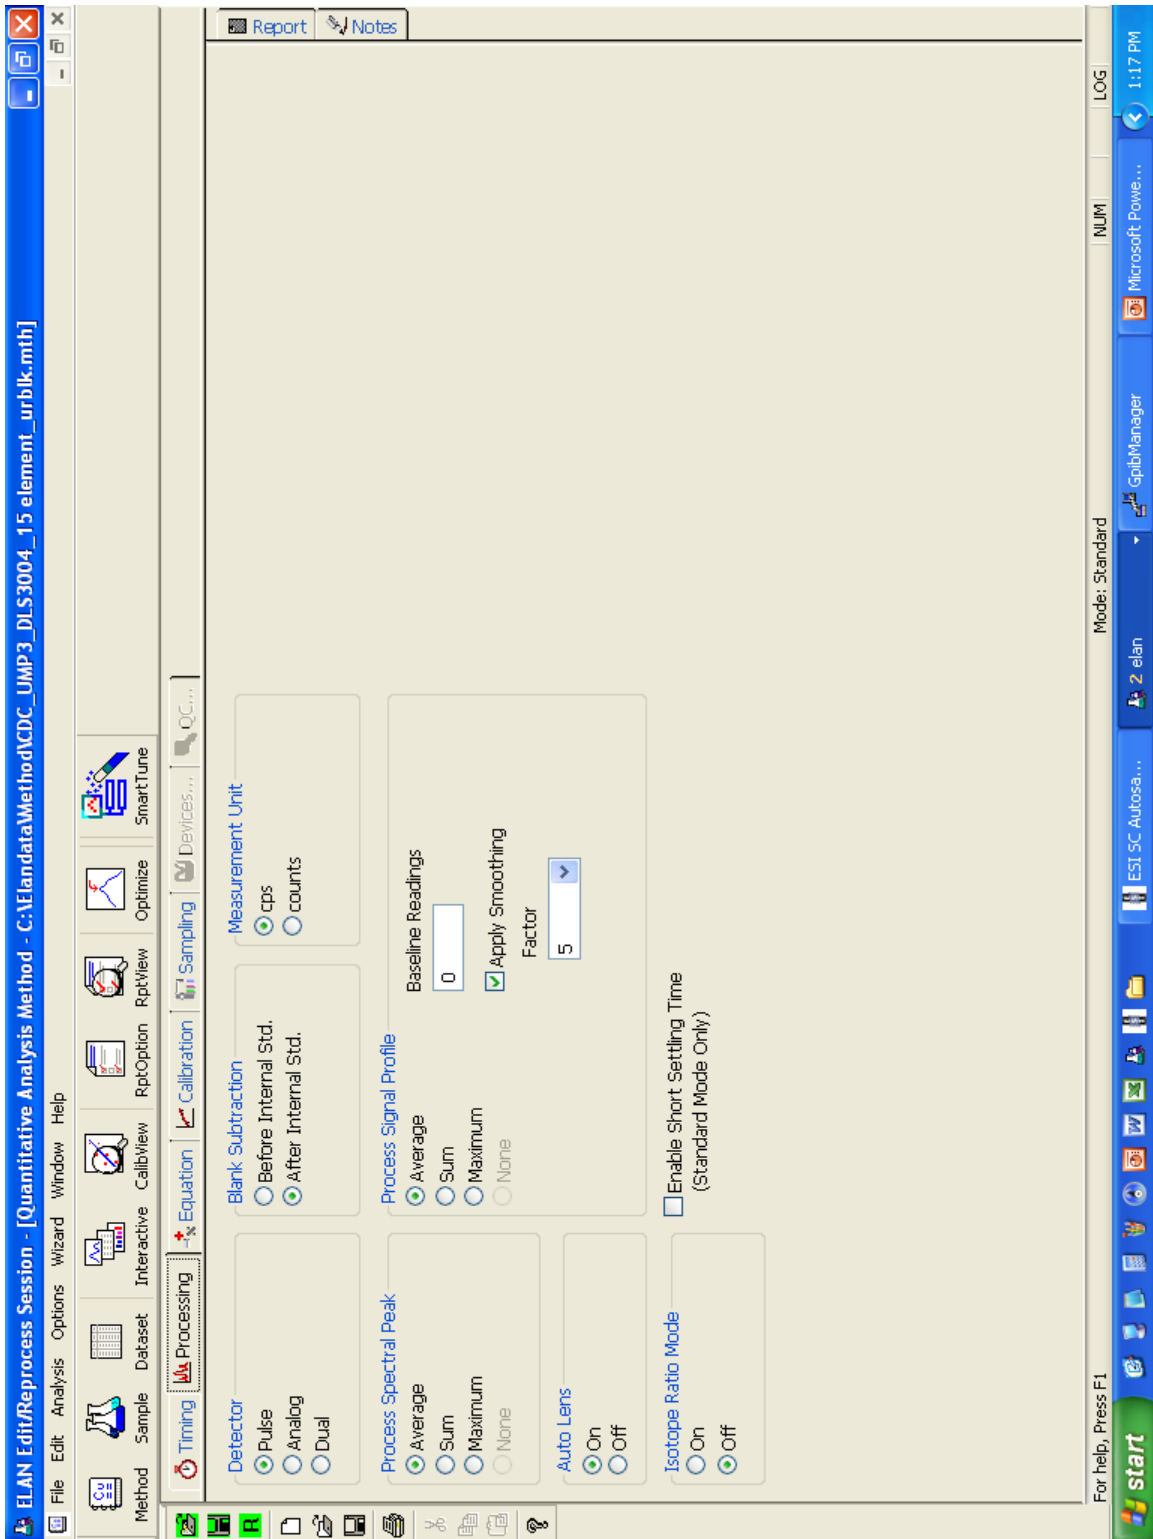 ELAN Edit/Reprocess Session - [Quantitative Analysis Method - C:\Elandata\Method\CDC_UMP3_DLS3004_15 element_urblk.mth]
File Edit Analysis Options Wizard Window Help
Method Sample Dataset Interactive CalibView RptOption RptView Optimize SmartTune
Timing Processing Equation Calibration Sampling Devices... QC...
Detector
Pulse
Analog
Dual
Blank Subtraction
Before Internal Std.
After Internal Std.
Measurement Unit
cps
counts
Process Spectral Peak
Average
Sum
Maximum
None
Process Signal Profile
Average
Sum
Maximum
None
Baseline Readings
0
Apply Smoothing
Factor
5
Auto Lens
On
Off
Isotope Ratio Mode
On
Off
Enable Short Settling Time
(Standard Mode Only)
Report
Notes
For help, Press F1 Mode: Standard NUM LOG
start ESI SC Autosa... 2 elan GpibManager Microsoft Powe... 1:17 PM